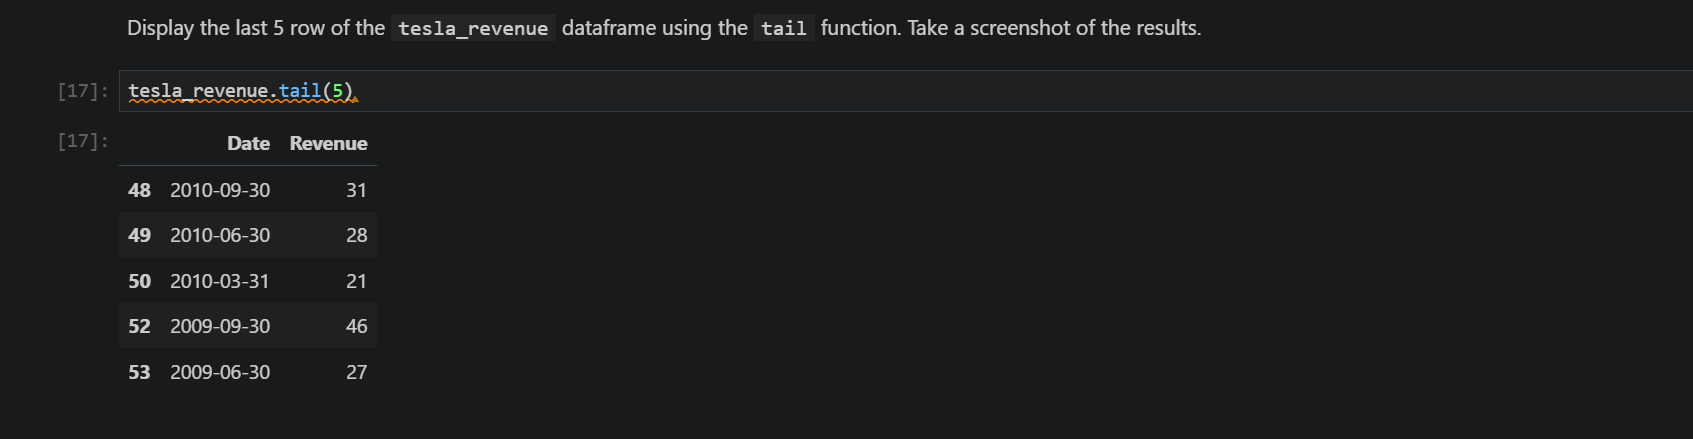 Display the last 5 row of the tesla_revenue dataframe using the tail function. Take a screenshot of the results.
[17]: tesla_revenue.tail(5)
[17]:
Date Revenue
48 2010-09-30 31
49 2010-06-30 28
50 2010-03-31 21
52 2009-09-30 46
53 2009-06-30 27